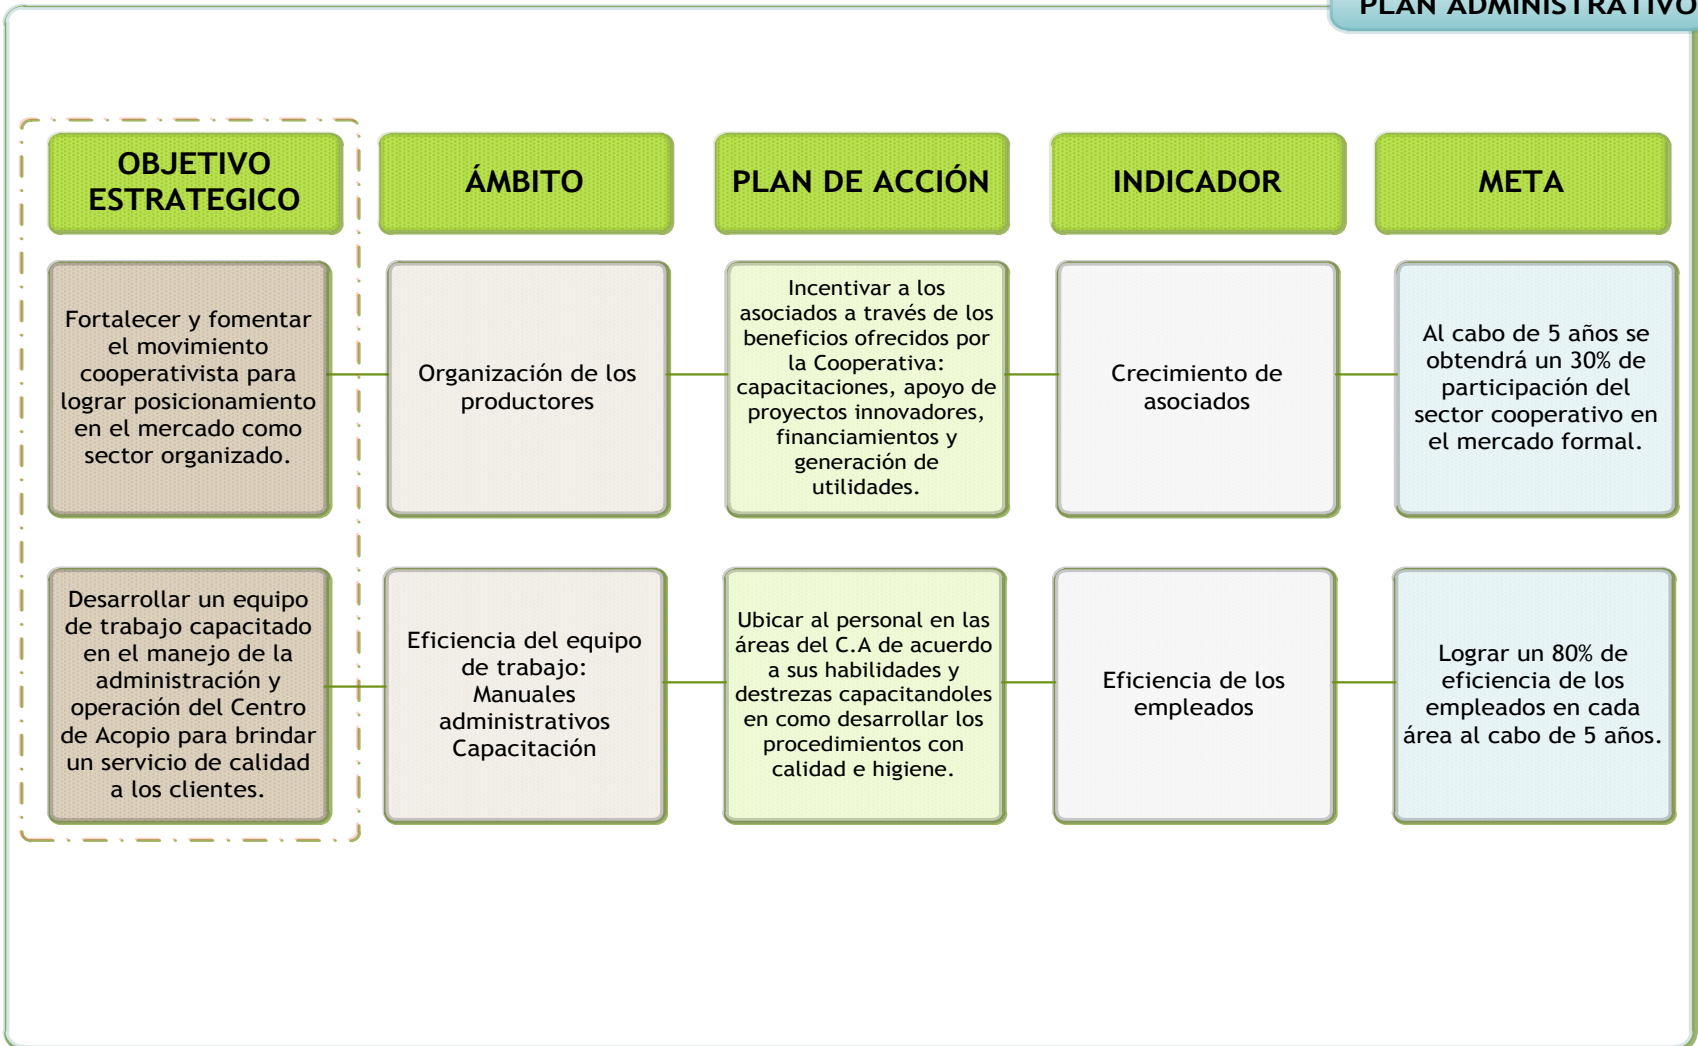 PLAN ADMINISTRATIVO
OBJETIVO
ESTRATEGICO
ÁMBITO
PLAN DE ACCIÓN
INDICADOR
META
Fortalecer y fomentar
el movimiento
cooperativista para
lograr posicionamiento
en el mercado como
sector organizado.
Organización de los
productores
Incentivar a los
asociados a través de los
beneficios ofrecidos por
la Cooperativa:
capacitaciones, apoyo de
proyectos innovadores,
financiamientos y
generación de
utilidades.
Crecimiento de
asociados
Al cabo de 5 años se
obtendrá un 30% de
participación del
sector cooperativo en
el mercado formal.
Desarrollar un equipo
de trabajo capacitado
en el manejo de la
administración y
operación del Centro
de Acopio para brindar
un servicio de calidad
a los clientes.
Eficiencia del equipo
de trabajo:
Manuales
administrativos
Capacitación
Ubicar al personal en las
áreas del C.A de acuerdo
a sus habilidades y
destrezas capacitandoles
en como desarrollar los
procedimientos con
calidad e higiene.
Eficiencia de los
empleados
Lograr un 80% de
eficiencia de los
empleados en cada
área al cabo de 5 años.